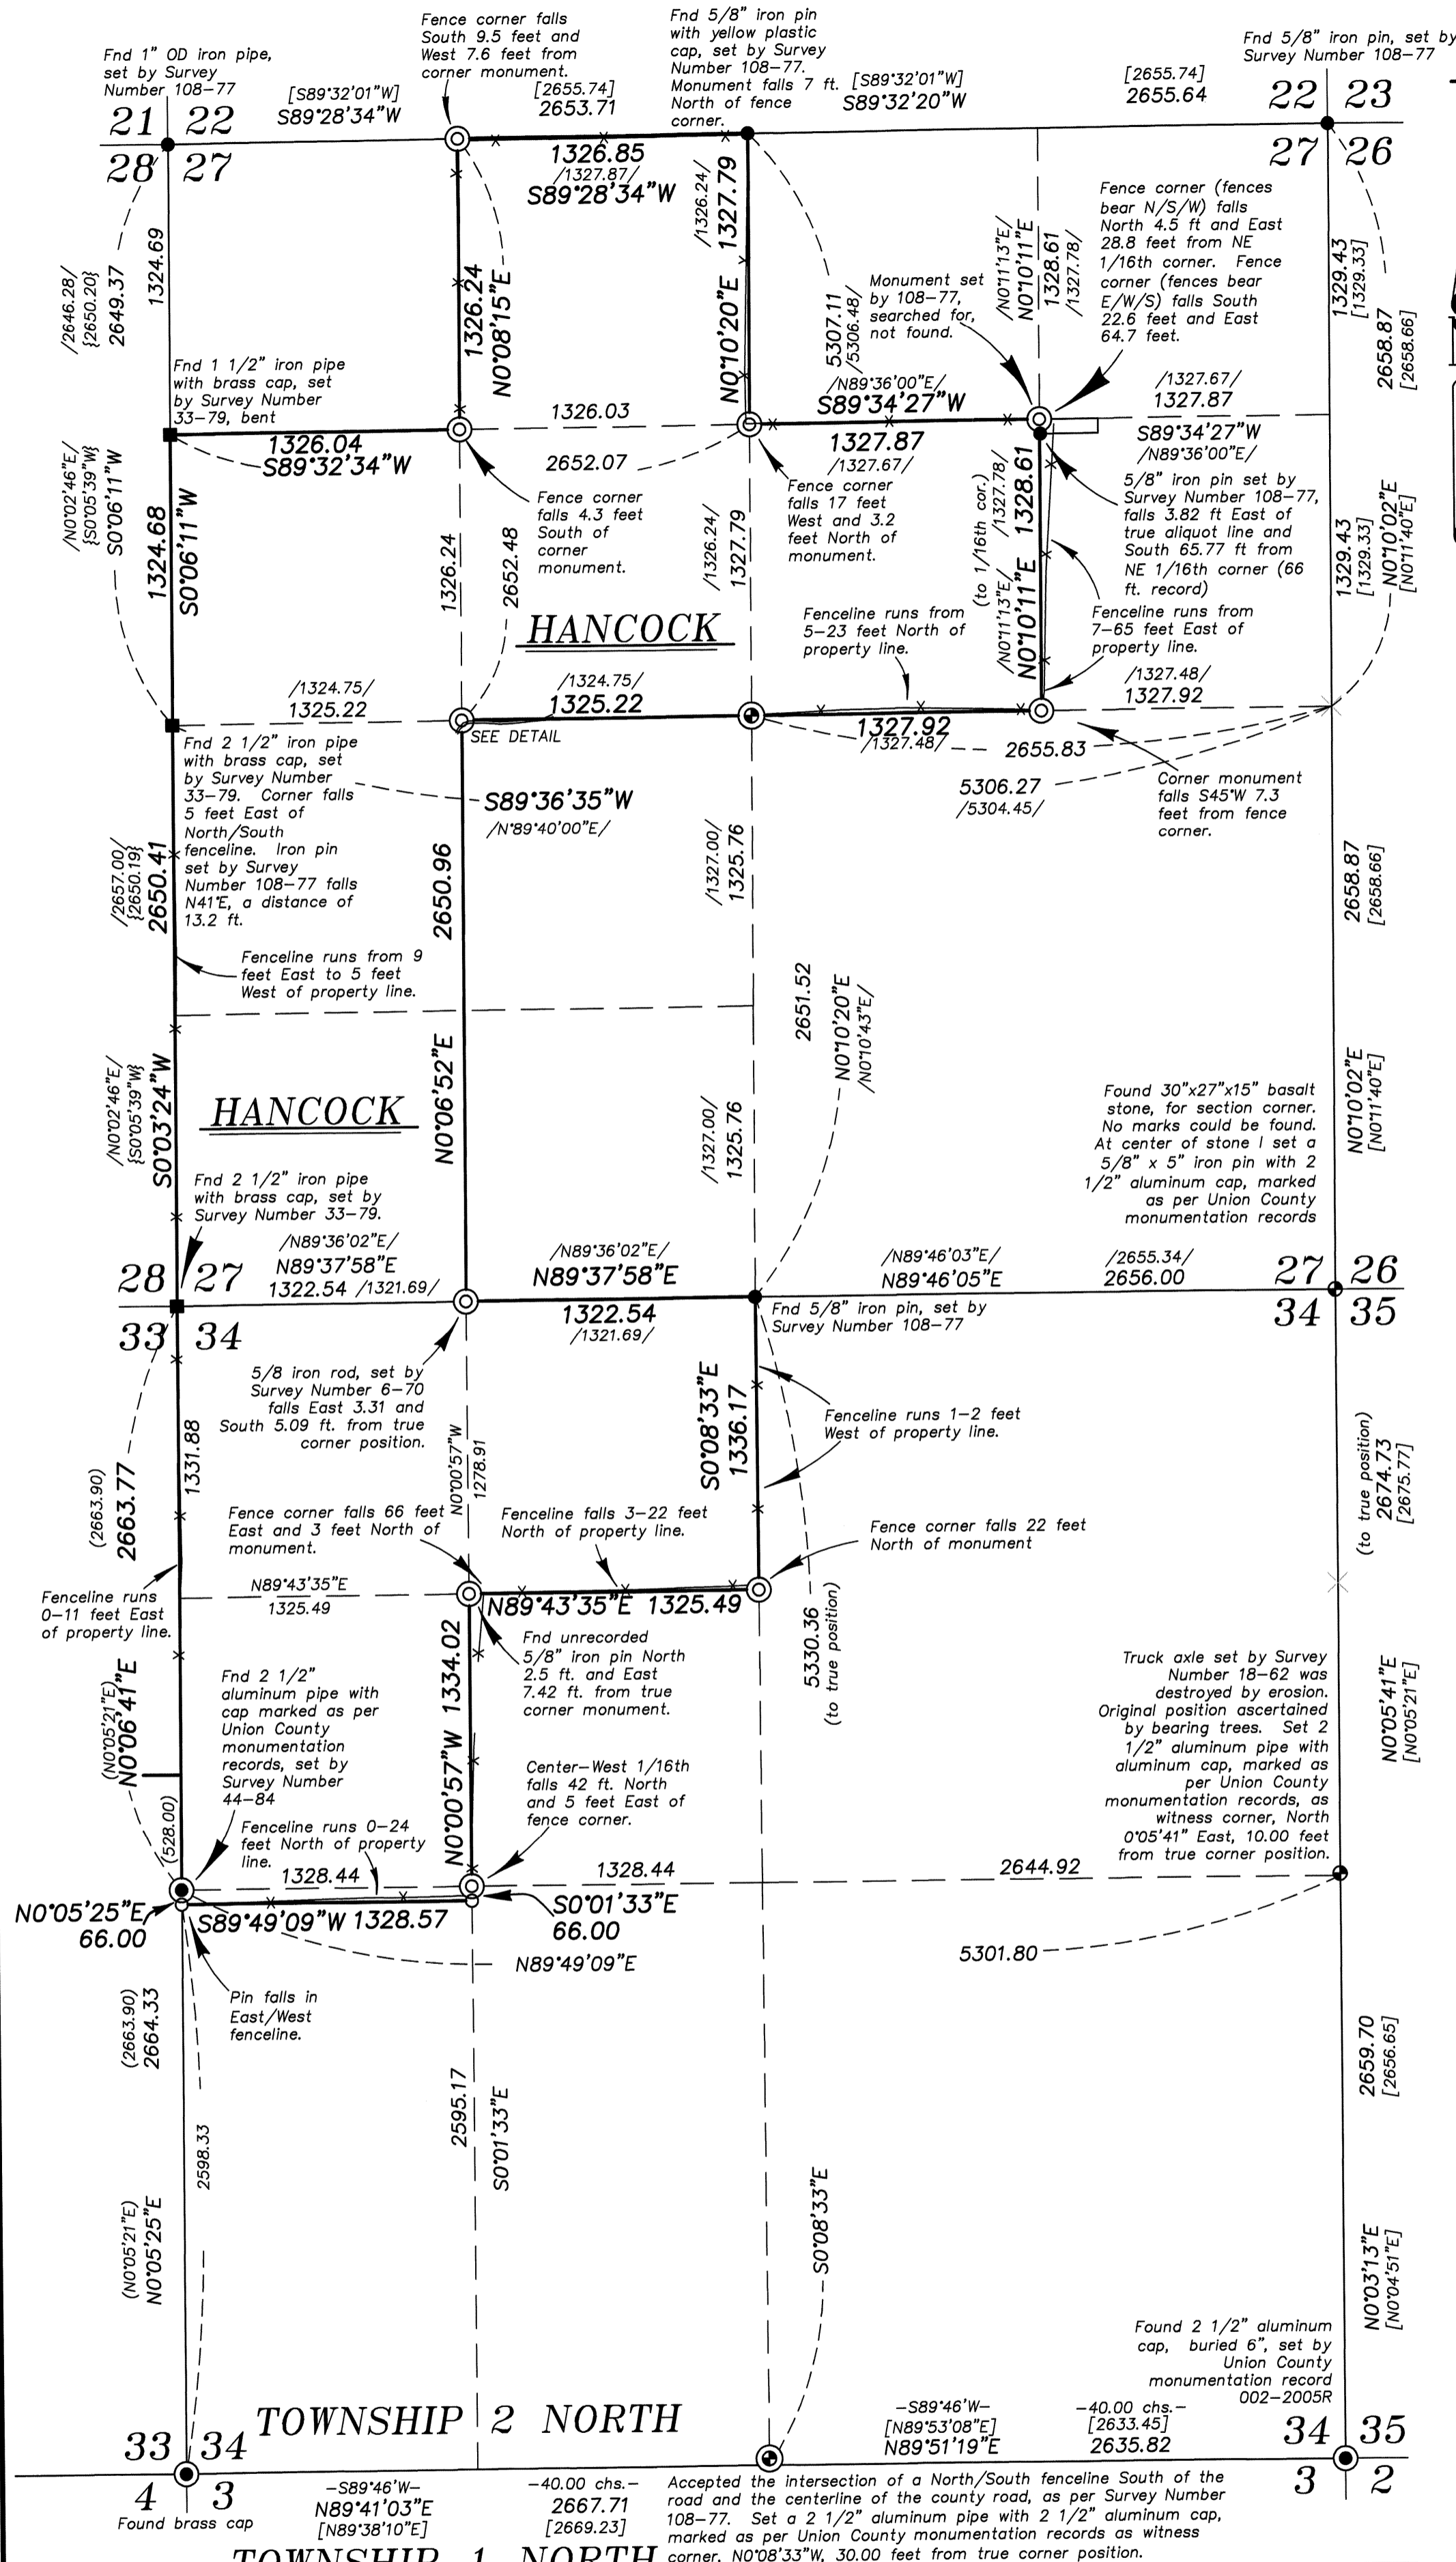 Fnd 1" OD iron pipe,
set by Survey
Number 108-77
Fence corner falls
South 9.5 feet and
West 7.6 feet from
corner monument.
Fnd 5/8" iron pin
with yellow plastic
cap, set by Survey
Number 108-77.
Monument falls 7 ft.
North of fence
corner.
Fnd 5/8" iron pin, set by
Survey Number 108-77
[S89°32'01"W]
S89°28'34"W
[2655.74]
2653.71
[S89°32'01"W]
S89°32'20"W
[2655.74]
2655.64
21 22
28 27
22 23
27 26
1326.85
/1327.87/
S89°28'34"W
/2646.28/
{2650.20}
2649.37
1324.69
1326.24
N0°08'15"E
/1326.24/
1327.79
N0°10'20"E
5307.11
/5306.48/
Monument set
by 108-77,
searched for,
not found.
/N0°11'13"E/
N0°10'11"E
1328.61
/1327.78/
Fence corner (fences
bear N/S/W) falls
North 4.5 ft and East
28.8 feet from NE
1/16th corner. Fence
corner (fences bear
E/W/S) falls South
22.6 feet and East
64.7 feet.
1329.43
[1329.33]
2658.87
[2658.66]
Fnd 1 1/2" iron pipe
with brass cap, set
by Survey Number
33-79, bent
1326.04
S89°32'34"W
1326.03
2652.07
/N89°36'00"E/
S89°34'27"W
1327.87
/1327.67/
/1327.67/
1327.87
S89°34'27"W
/N89°36'00"E/
/N0°02'46"E/
{S0°05'39"W}
S0°06'11"W
1324.68
S0°06'11"W
Fence corner
falls 4.3 feet
South of
corner
monument.
1326.24
2652.48
Fence corner
falls 17 feet
West and 3.2
feet North of
monument.
/1326.24/
1327.79
(to 1/16th cor.)
/N0°11'13"E/
/1327.78/
N0°10'11"E 1328.61
5/8" iron pin set by
Survey Number 108-77,
falls 3.82 ft East of
true aliquot line and
South 65.77 ft from
NE 1/16th corner (66
ft. record)
1329.43
[1329.33]
N0°10'02"E
[N0°11'40"E]
HANCOCK
Fenceline runs from
5-23 feet North of
property line.
Fenceline runs from
7-65 feet East of
property line.
/1324.75/
1325.22
/1324.75/
1325.22
SEE DETAIL
1327.92
/1327.48/
/1327.48/
1327.92
2655.83
5306.27
/5304.45/
Corner monument
falls S45°W 7.3
feet from fence
corner.
Fnd 2 1/2" iron pipe
with brass cap, set
by Survey Number
33-79. Corner falls
5 feet East of
North/South
fenceline. Iron pin
set by Survey
Number 108-77 falls
N41°E, a distance of
13.2 ft.
S89°36'35"W
/N°89°40'00"E/
/2657.00/
{2650.19}
2650.41
2650.96
/1327.00/
1325.76
2658.87
[2658.66]
Fenceline runs from 9
feet East to 5 feet
West of property line.
2651.52
N0°10'20"E
/N0°10'43"E/
/N0°02'46"E/
{S0°05'39"W}
S0°03'24"W
HANCOCK
N0°06'52"E
/1327.00/
1325.76
Found 30"x27"x15" basalt
stone, for section corner.
No marks could be found.
At center of stone I set a
5/8" x 5" iron pin with 2
1/2" aluminum cap, marked
as per Union County
monumentation records
N0°10'02"E
[N0°11'40"E]
Fnd 2 1/2" iron pipe
with brass cap, set by
Survey Number 33-79.
/N89°36'02"E/
N89°37'58"E
1322.54 /1321.69/
/N89°36'02"E/
N89°37'58"E
1322.54
/1321.69/
/N89°46'03"E/
N89°46'05"E
/2655.34/
2656.00
28 27
33 34
27 26
34 35
Fnd 5/8" iron pin, set by
Survey Number 108-77
5/8 iron rod, set by
Survey Number 6-70
falls East 3.31 and
South 5.09 ft. from true
corner position.
(2663.90)
2663.77
1331.88
N0°00'57"W
1278.91
S0°08'33"E
1336.17
Fenceline runs 1-2 feet
West of property line.
(to true position)
2674.73
[2675.77]
Fence corner falls 66 feet
East and 3 feet North of
monument.
Fenceline falls 3-22 feet
North of property line.
Fence corner falls 22 feet
North of monument
Fenceline runs
0-11 feet East
of property line.
N89°43'35"E
1325.49
N89°43'35"E 1325.49
5330.36
(to true position)
Fnd unrecorded
5/8" iron pin North
2.5 ft. and East
7.42 ft. from true
corner monument.
(N0°05'21"E)
N0°06'41"E
(528.00)
Fnd 2 1/2"
aluminum pipe with
cap marked as per
Union County
monumentation
records, set by
Survey Number
44-84
N0°00'57"W 1334.02
Center-West 1/16th
falls 42 ft. North
and 5 feet East of
fence corner.
Truck axle set by Survey
Number 18-62 was
destroyed by erosion.
Original position ascertained
by bearing trees. Set 2
1/2" aluminum pipe with
aluminum cap, marked as
per Union County
monumentation records, as
witness corner, North
0°05'41" East, 10.00 feet
from true corner position.
N0°05'41"E
[N0°05'21"E]
Fenceline runs 0-24
feet North of property
line.
1328.44
1328.44
2644.92
N0°05'25"E
66.00
S89°49'09"W 1328.57
S0°01'33"E
66.00
N89°49'09"E
5301.80
Pin falls in
East/West
fenceline.
(2663.90)
2664.33
2598.33
2595.17
S0°01'33"E
2659.70
[2656.65]
(N0°05'21"E)
N0°05'25"E
S0°08'33"E
N0°03'13"E
[N0°04'51"E]
Found 2 1/2" aluminum
cap, buried 6", set by
Union County
monumentation record
002-2005R
TOWNSHIP 2 NORTH
-S89°46'W-
[N89°53'08"E]
N89°51'19"E
-40.00 chs.-
[2633.45]
2635.82
33 34
4 3
34 35
3 2
Found brass cap
-S89°46'W-
N89°41'03"E
[N89°38'10"E]
-40.00 chs.-
2667.71
[2669.23]
Accepted the intersection of a North/South fenceline South of the
road and the centerline of the county road, as per Survey Number
108-77. Set a 2 1/2" aluminum pipe with 2 1/2" aluminum cap,
marked as per Union County monumentation records as witness
corner, N0°08'33"W, 30.00 feet from true corner position.
TOWNSHIP 1 NORTH